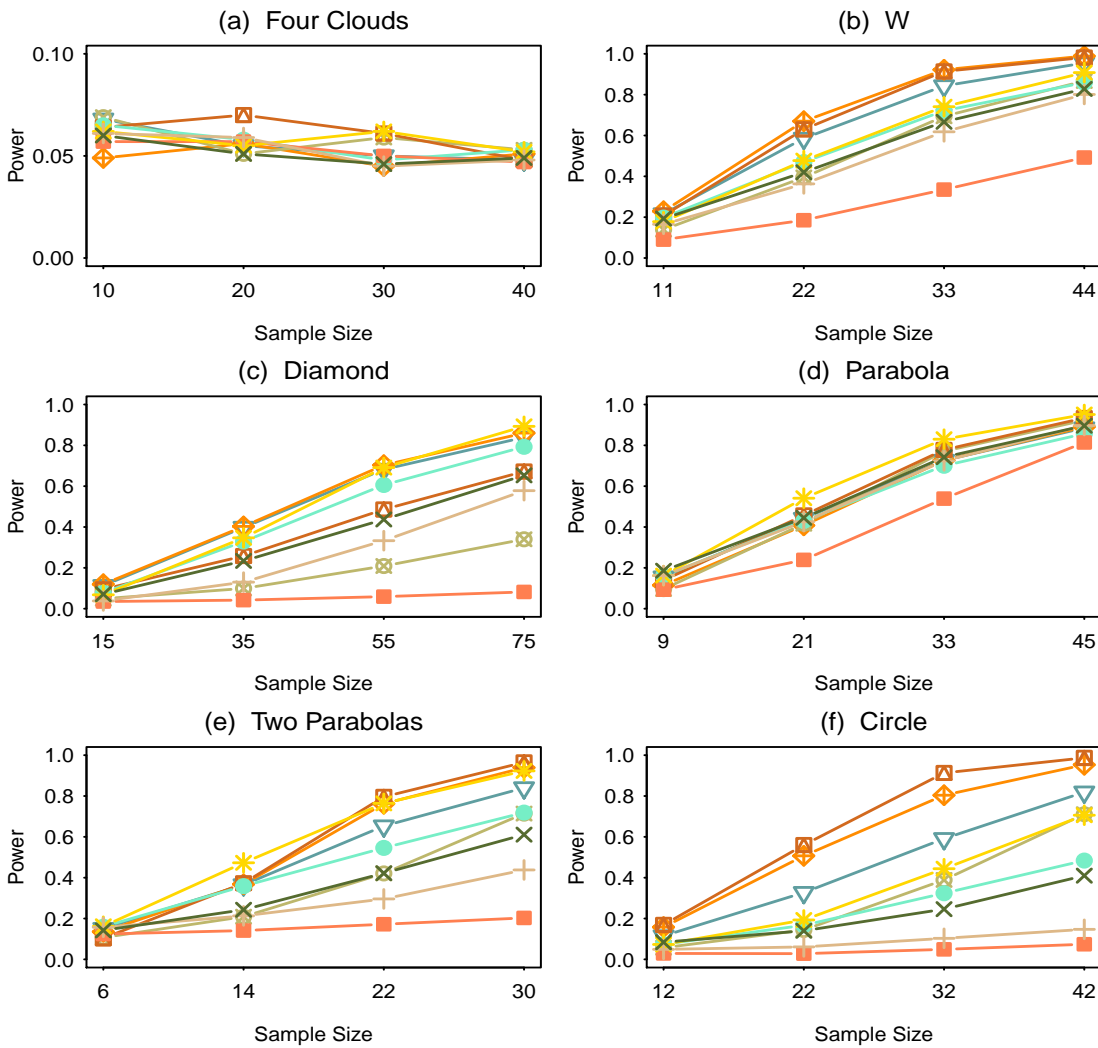 (a) Four Clouds
Power
0.10
0.05
0.00
10 20 30 40
Sample Size
(b) W
Power
1.0
0.8
0.6
0.4
0.2
0.0
11 22 33 44
Sample Size
(c) Diamond
Power
1.0
0.8
0.6
0.4
0.2
0.0
15 35 55 75
Sample Size
(d) Parabola
Power
1.0
0.8
0.6
0.4
0.2
0.0
9 21 33 45
Sample Size
(e) Two Parabolas
Power
1.0
0.8
0.6
0.4
0.2
0.0
6 14 22 30
Sample Size
(f) Circle
Power
1.0
0.8
0.6
0.4
0.2
0.0
12 22 32 42
Sample Size